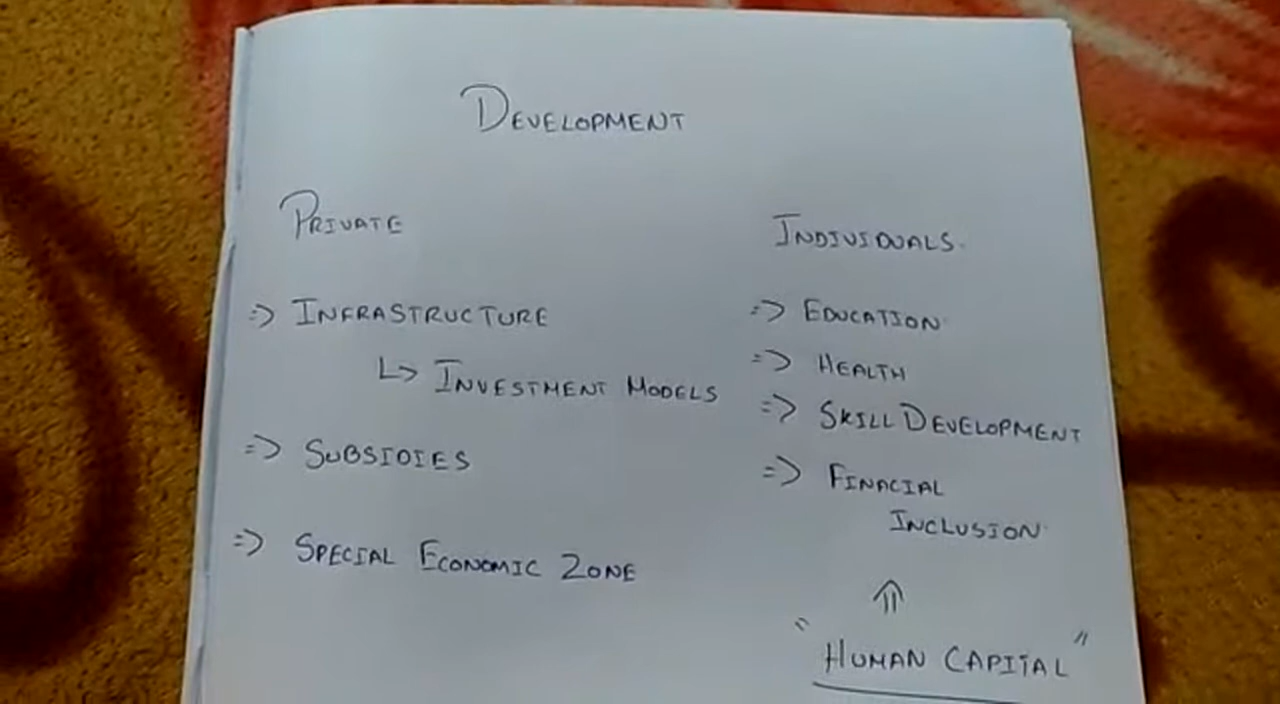 DEVELOPMENT
PRIVATE
=> INFRASTRUCTURE
↳ INVESTMENT MODELS
=> SUBSIDIES
=> SPECIAL ECONOMIC ZONE
INDIVIDUALS.
=> EDUCATION
=> HEALTH
=> SKILL DEVELOPMENT
=> FINACIAL
INCLUSION
⇑
"HUMAN CAPITAL"